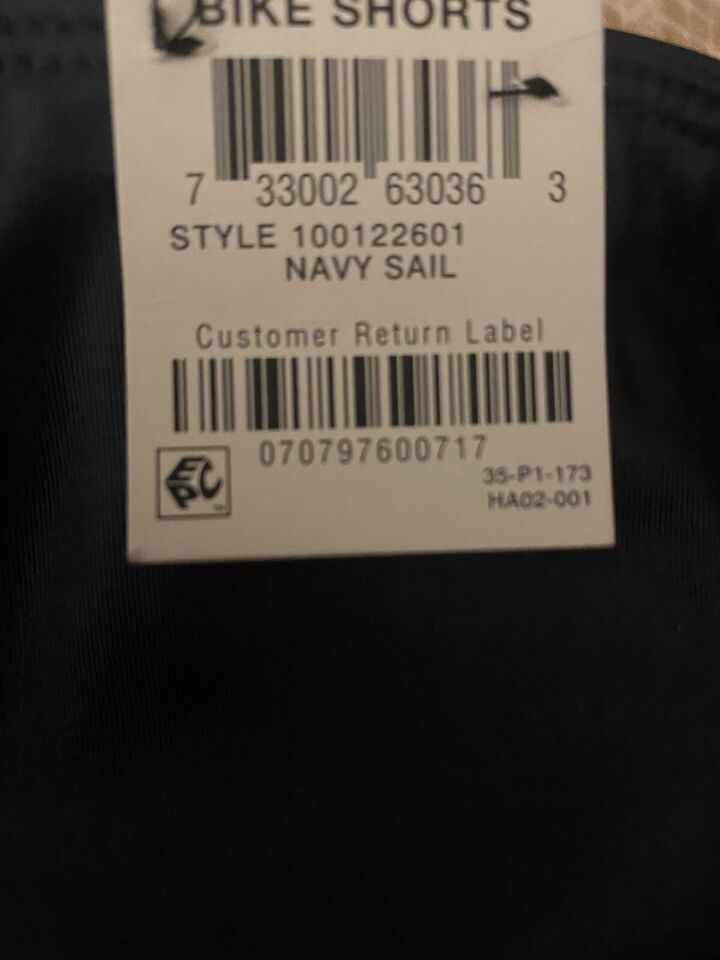 BIKE SHORTS
7 33002 63036 3
STYLE 100122601
NAVY SAIL
Customer Return Label
070797600717
EPC
35-P1-173
HA02-001